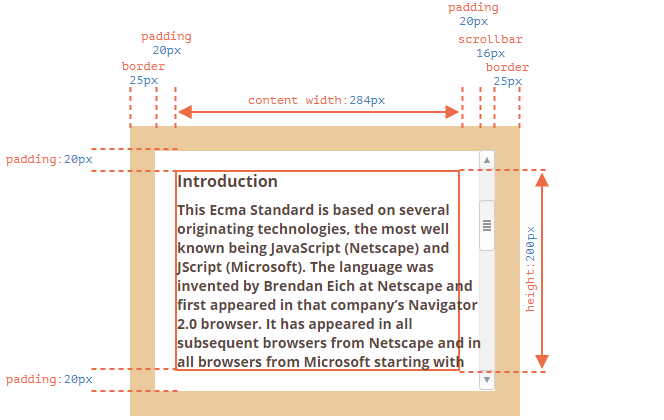 padding
20px
padding
20px
scrollbar
16px
border
25px
border
25px
content width:284px
padding:20px
Introduction
This Ecma Standard is based on several
originating technologies, the most well
known being JavaScript (Netscape) and
JScript (Microsoft). The language was
invented by Brendan Eich at Netscape and
first appeared in that company’s Navigator
2.0 browser. It has appeared in all
subsequent browsers from Netscape and in
all browsers from Microsoft starting with
height:200px
padding:20px